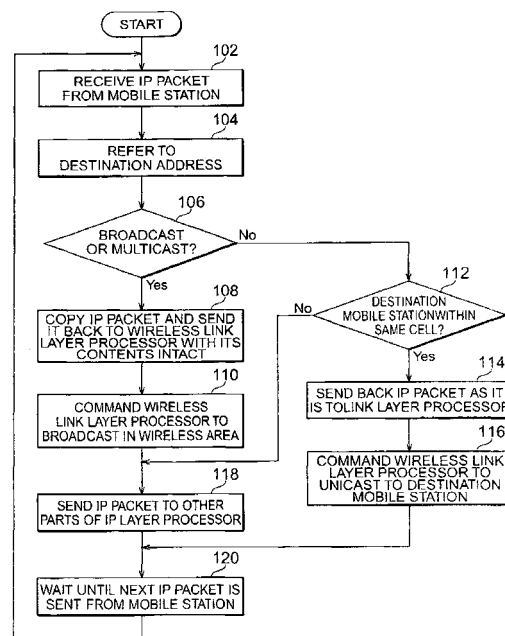 START
102
RECEIVE IP PACKET
FROM MOBILE STATION
104
REFER TO
DESTINATION ADDRESS
106
BROADCAST
OR MULTICAST?
No
Yes
108
COPY IP PACKET AND SEND
IT BACK TO WIRELESS LINK
LAYER PROCESSOR WITH ITS
CONTENTS INTACT
110
COMMAND WIRELESS
LINK LAYER PROCESSOR TO
BROADCAST IN WIRELESS AREA
112
DESTINATION
MOBILE STATIONWITHIN
SAME CELL?
No
Yes
114
SEND BACK IP PACKET AS IT
IS TOLINK LAYER PROCESSOR
116
COMMAND WIRELESS LINK
LAYER PROCESSOR TO
UNICAST TO DESTINATION
MOBILE STATION
118
SEND IP PACKET TO OTHER
PARTS OF IP LAYER PROCESSOR
120
WAIT UNTIL NEXT IP PACKET IS
SENT FROM MOBILE STATION